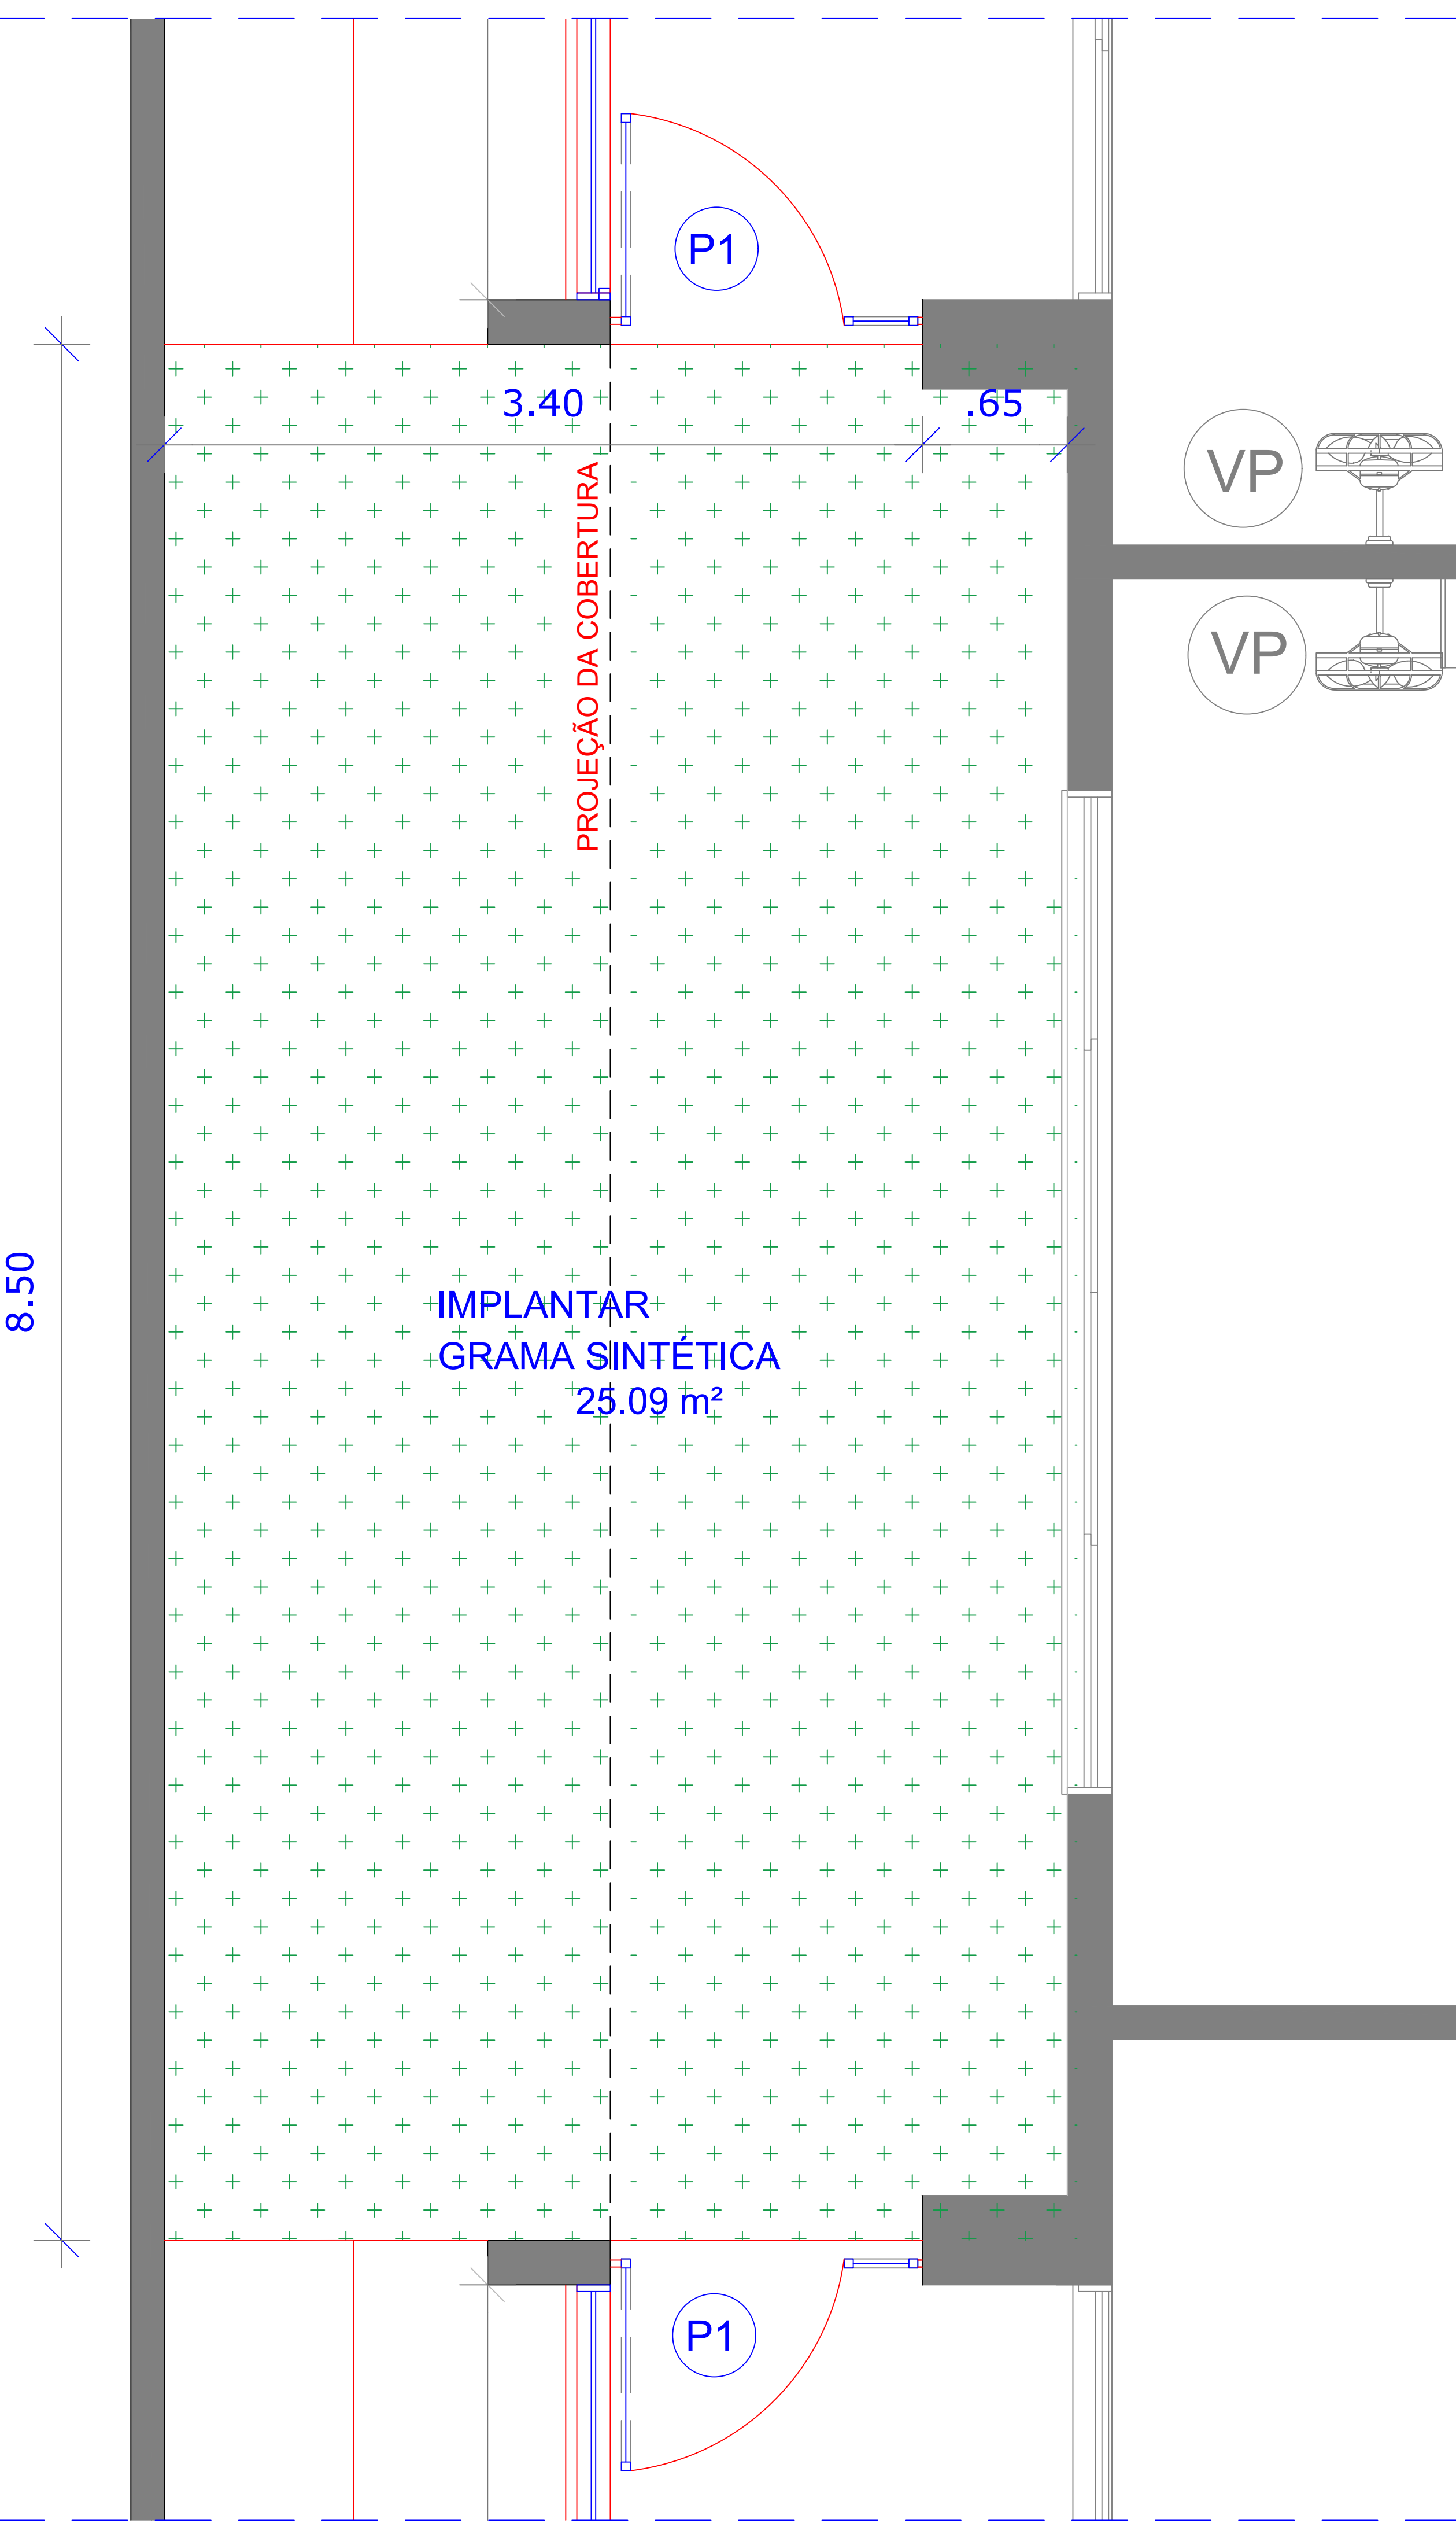 P1
3.40
.65
VP
PROJEÇÃO DA COBERTURA
VP
8.50
IMPLANTAR
GRAMA SINTÉTICA
25.09 m²
P1